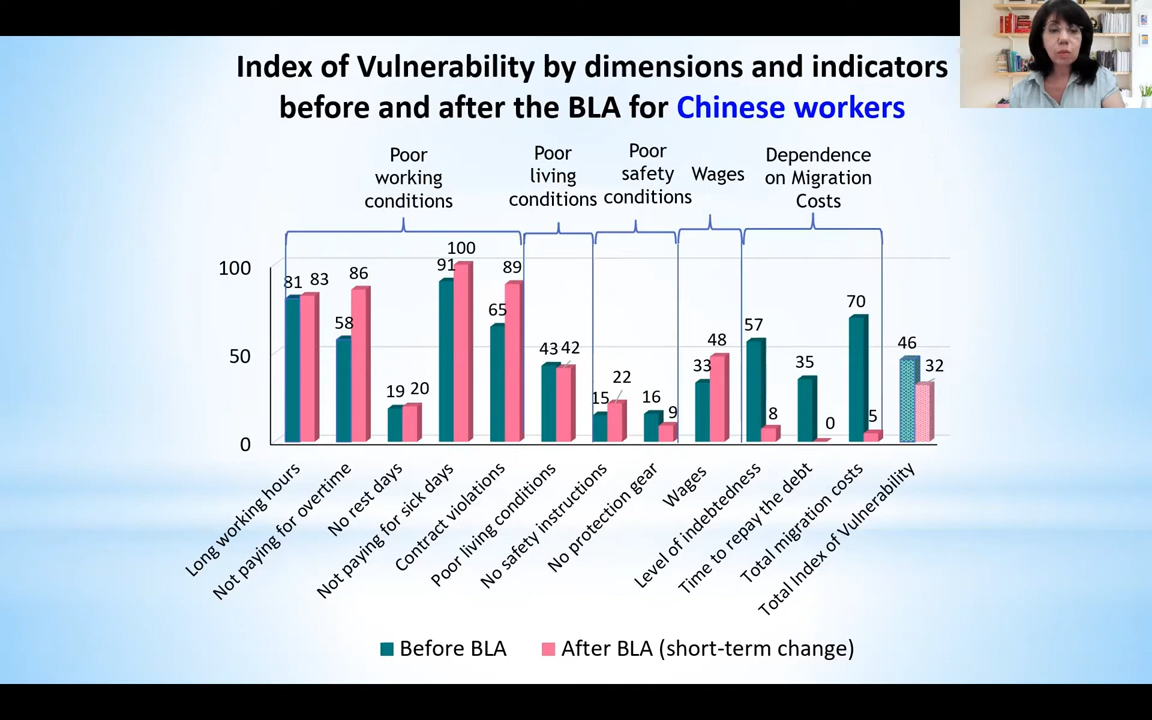 Index of Vulnerability by dimensions and indicators
before and after the BLA for Chinese workers
Poor
working
conditions
Poor
living
conditions
Poor
safety
conditions
Wages
Dependence
on Migration
Costs
100
50
0
81 83
58 86
19 20
91 100
65 89
43 42
15 22
16 9
33 48
57 8
35 0
70 5
46 32
Long working hours
Not paying for overtime
No rest days
Not paying for sick days
Contract violations
Poor living conditions
No safety instructions
No protection gear
Wages
Level of indebtedness
Time to repay the debt
Total migration costs
Total Index of Vulnerability
Before BLA
After BLA (short-term change)